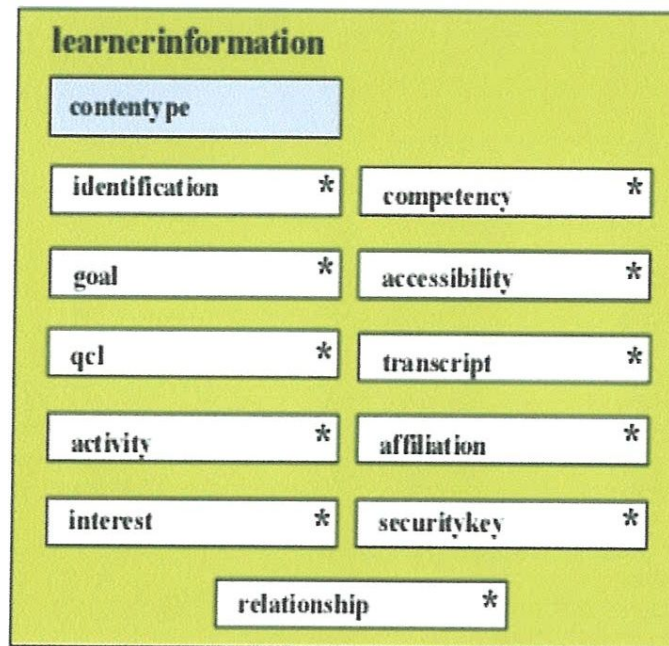 learnerinformation
contentype
identification * competency *
goal * accessibility *
qcl * transcript *
activity * affiliation *
interest * securitykey *
relationship *